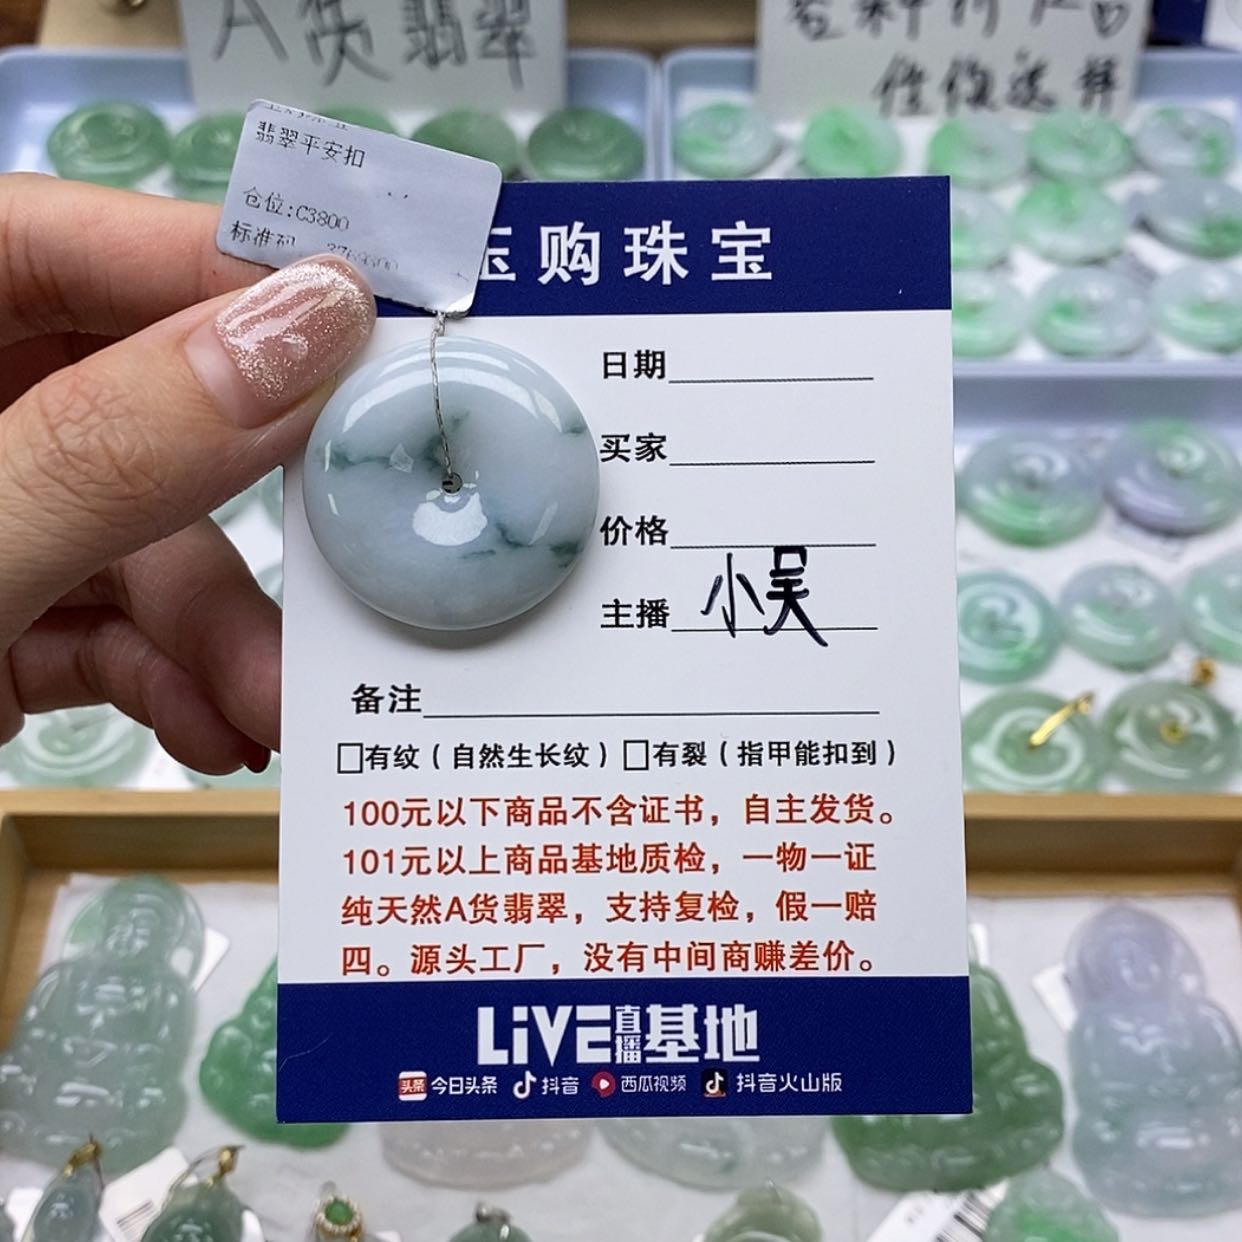 A货翡翠
任你选择
翡翠平安扣
仓位:C3800
标准码
玉购珠宝
日期
买家
价格
主播 小吴
备注
□有纹（自然生长纹）□有裂（指甲能扣到）
100元以下商品不含证书，自主发货。
101元以上商品基地质检，一物一证
纯天然A货翡翠，支持复检，假一赔
四。源头工厂，没有中间商赚差价。
LiVE直播基地
头条 今日头条 抖音 西瓜视频 抖音火山版